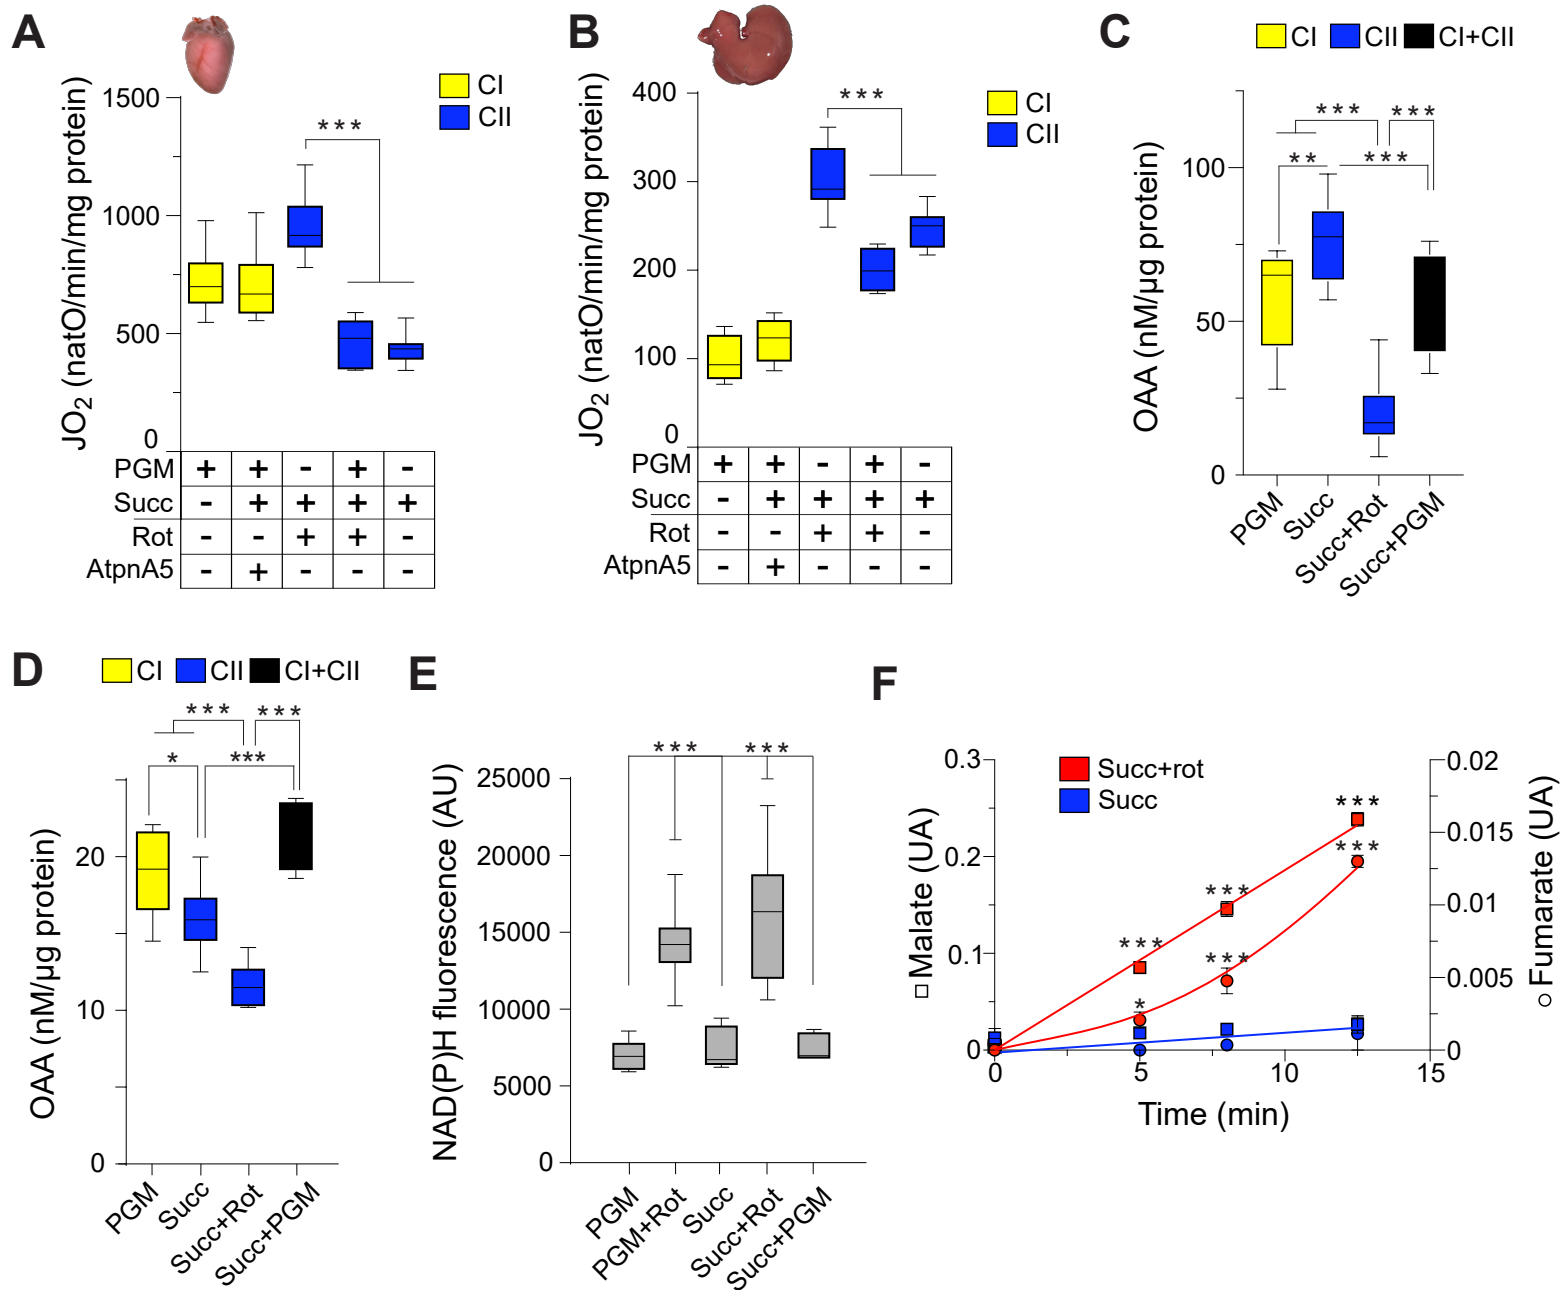 A
CI
CII
***
JO2 (natO/min/mg protein)
1500
1000
500
0
PGM + + - + -
Succ - + + + +
Rot - - + + -
AtpnA5 - + - - -
B
CI
CII
***
JO2 (natO/min/mg protein)
400
300
200
100
0
PGM + + - + -
Succ - + + + +
Rot - - + + -
AtpnA5 - + - - -
C
CI CII CI+CII
*** ***
** ***
OAA (nM/µg protein)
100
50
0
PGM
Succ
Succ+Rot
Succ+PGM
D
CI CII CI+CII
*** ***
* ***
OAA (nM/µg protein)
20
10
0
PGM
Succ
Succ+Rot
Succ+PGM
E
*** ***
NAD(P)H fluorescence (AU)
25000
20000
15000
10000
5000
0
PGM
PGM+Rot
Succ
Succ+Rot
Succ+PGM
F
Succ+rot
Succ
Malate (UA)
0.3
0.2
0.1
0
***
***
***
***
***
*
0.02
0.015
0.01
0.005
0
Fumarate (UA)
0 5 10 15
Time (min)